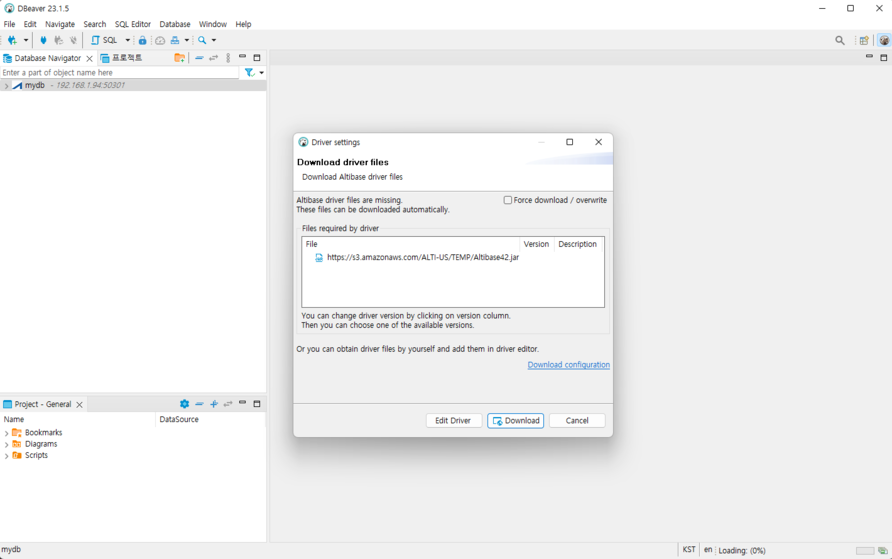 DBeaver 23.1.5
File Edit Navigate Search SQL Editor Database Window Help
SQL
Database Navigator 프로젝트
Enter a part of object name here
mydb - 192.168.1.94:50301
Driver settings
Download driver files
Download Altibase driver files
Altibase driver files are missing.
These files can be downloaded automatically.
Force download / overwrite
Files required by driver
File Version Description
https://s3.amazonaws.com/ALTI-US/TEMP/Altibase42.jar
You can change driver version by clicking on version column.
Then you can choose one of the available versions.
Or you can obtain driver files by yourself and add them in driver editor.
Download configuration
Edit Driver Download Cancel
Project - General
Name DataSource
Bookmarks
Diagrams
Scripts
mydb KST en Loading: (0%)